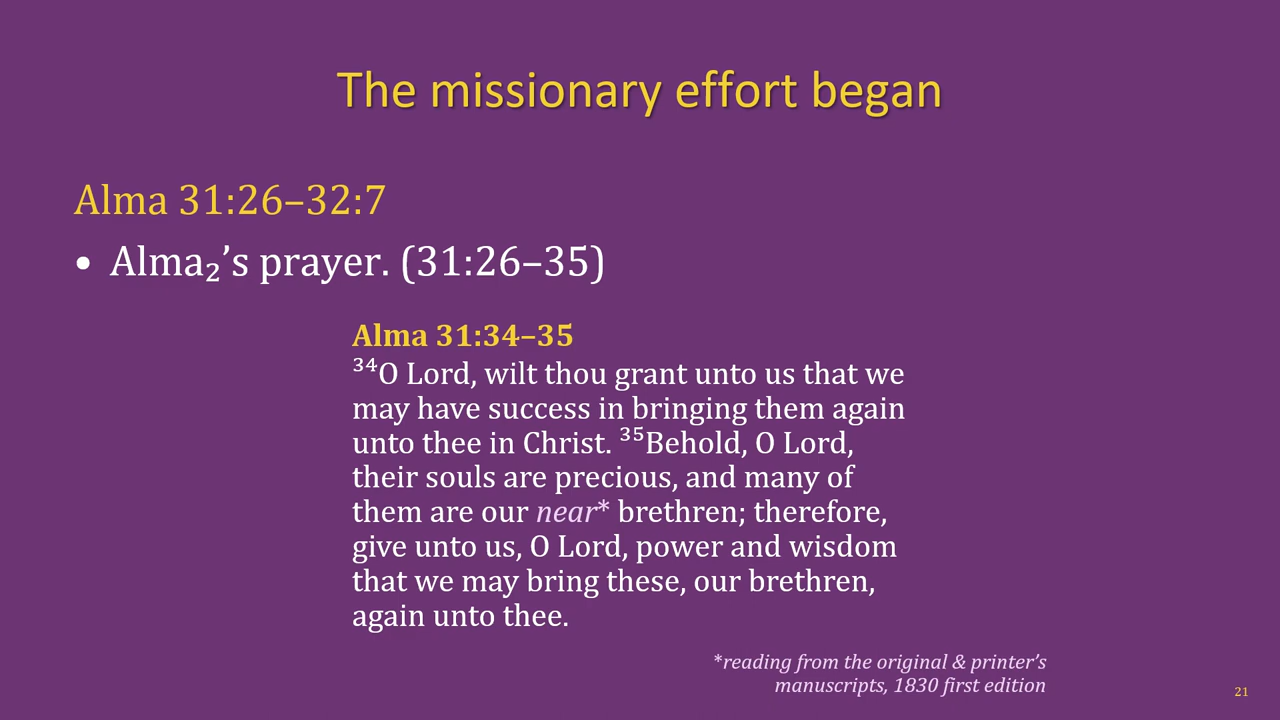 The missionary effort began
Alma 31:26–32:7
• Alma₂’s prayer. (31:26–35)
Alma 31:34–35
³⁴O Lord, wilt thou grant unto us that we
may have success in bringing them again
unto thee in Christ. ³⁵Behold, O Lord,
their souls are precious, and many of
them are our near* brethren; therefore,
give unto us, O Lord, power and wisdom
that we may bring these, our brethren,
again unto thee.
*reading from the original & printer’s
manuscripts, 1830 first edition
21